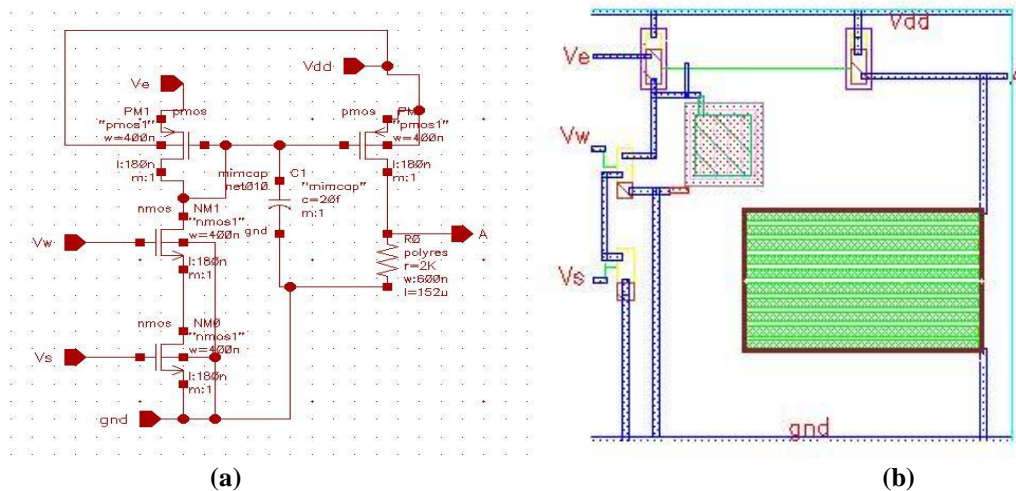 Vdd
Ve
PM1
pmos
"pmos1"
w=400n
l:180n
m:1
pmos
PM
"pmos1"
w=400n
l:180n
m:1
mimcap
net010
C1
"mimcap"
c=20f
m:1
gnd
nmos
NM1
"nmos1"
w=400n
l:180n
m:1
Vw
A
R0
polyres
r=2K
w:600n
l=152u
nmos
NM0
"nmos1"
w=400n
l:180n
m:1
Vs
gnd
(a)
Vdd
Ve
Vw
Vs
gnd
(b)